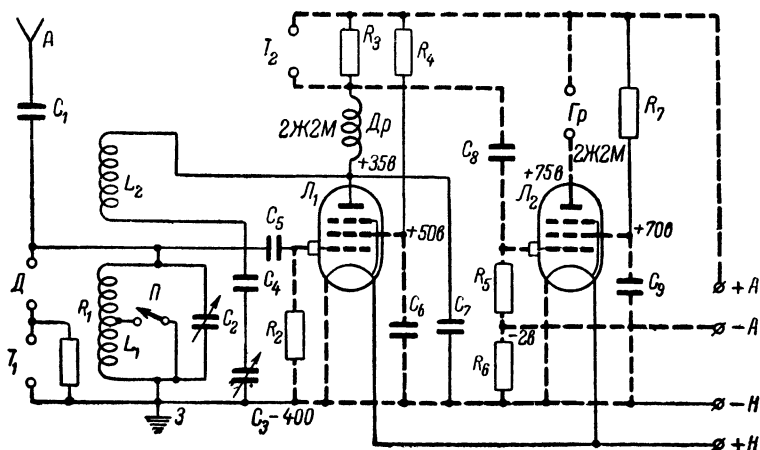 А
C₁
L₂
Д
R₁
П
L₁
C₂
T₁
З
C₃-400
C₄
C₅
R₂
T₂
R₃
R₄
2Ж2М
Др
+35в
Л₁
+50в
C₆
C₇
C₈
Гр
2Ж2М
+75в
Л₂
R₇
+70в
R₅
-2в
R₆
C₉
+А
-А
-Н
+Н